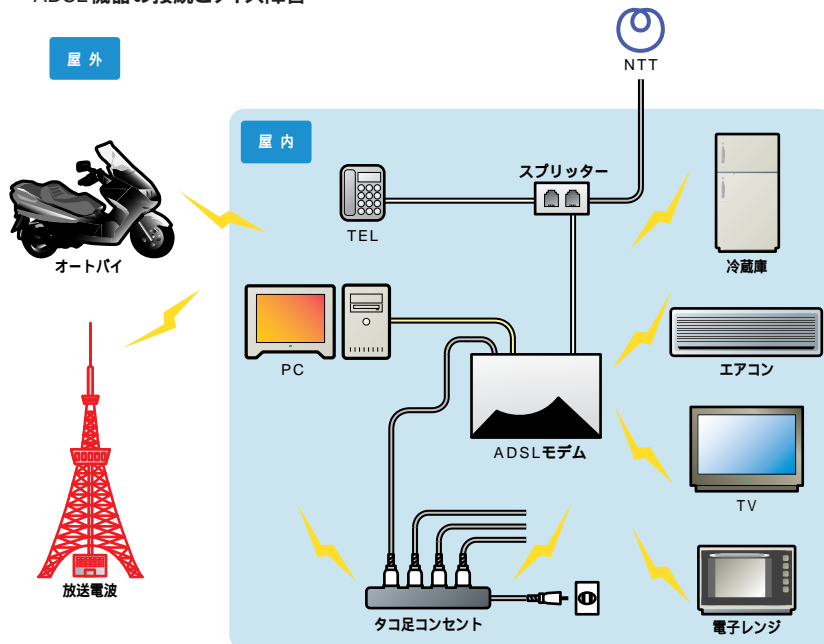 屋外
NTT
屋内
スプリッター
TEL
オートバイ
冷蔵庫
PC
エアコン
ADSLモデム
TV
放送電波
タコ足コンセント
電子レンジ